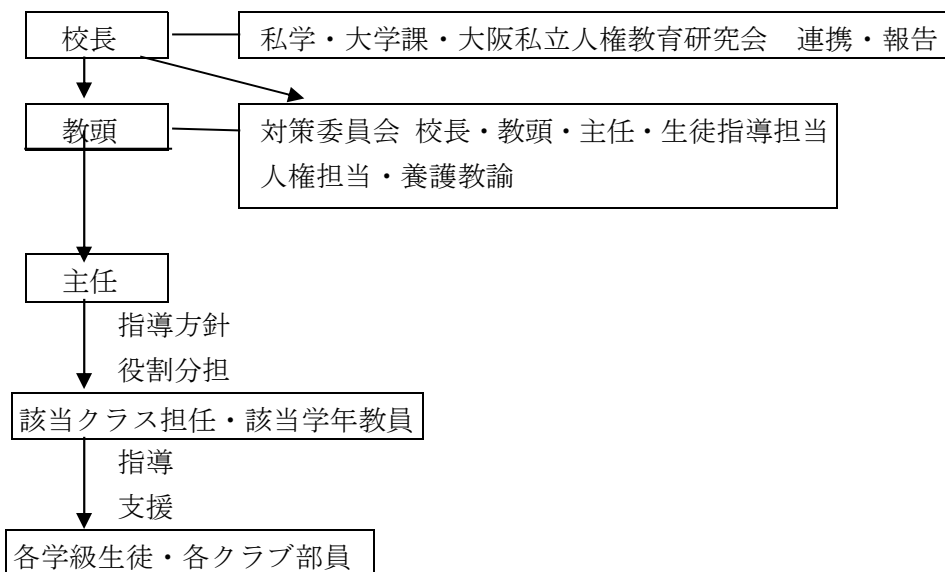 校長
私学・大学課・大阪私立人権教育研究会　連携・報告
教頭
対策委員会 校長・教頭・主任・生徒指導担当
人権担当・養護教諭
主任
指導方針
役割分担
該当クラス担任・該当学年教員
指導
支援
各学級生徒・各クラブ部員